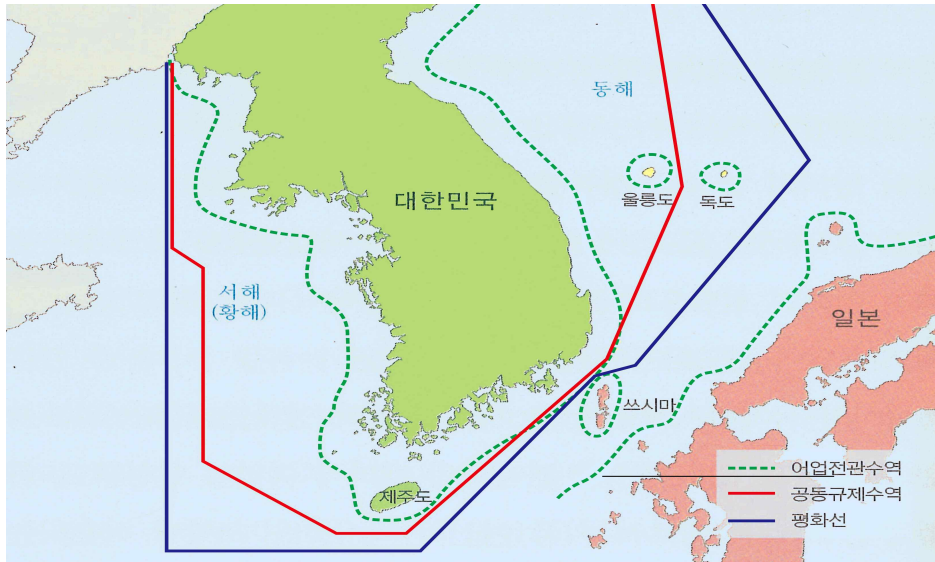 동해
울릉도
독도
대한민국
서해
(황해)
일본
쓰시마
제주도
어업전관수역
공동규제수역
평화선